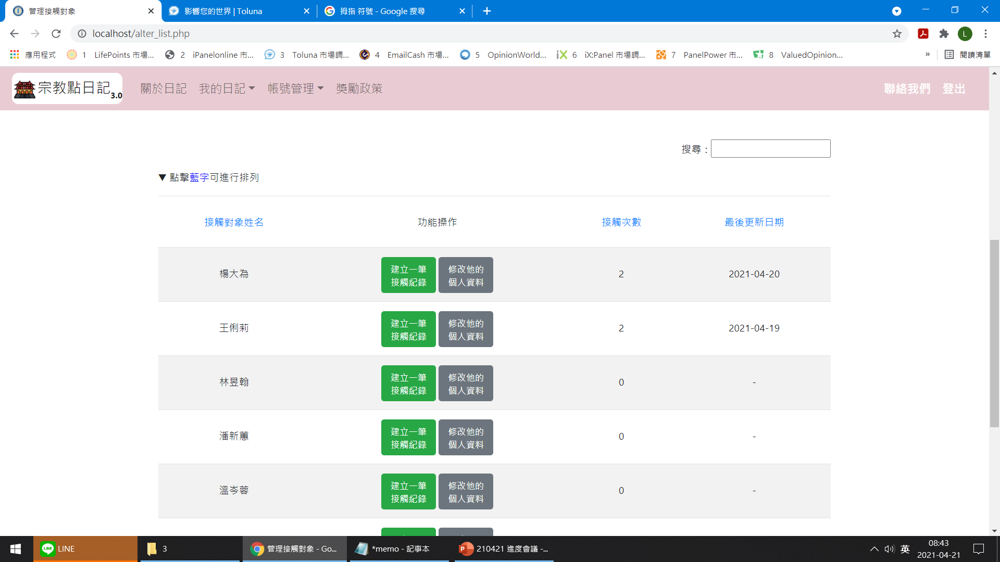 管理接觸對象
影響您的世界 | Toluna
拇指 符號 - Google 搜尋
localhost/alter_list.php
L
應用程式
1 LifePoints 市場...
2 iPanelonline 市...
3 Toluna 市場調...
4 EmailCash 市場...
5 OpinionWorld...
6 iX:Panel 市場調...
7 PanelPower 市...
8 ValuedOpinion...
»
閱讀清單
宗教點日記3.0
關於日記
我的日記
帳號管理
獎勵政策
聯絡我們
登出
搜尋：
▼ 點擊藍字可進行排列
接觸對象姓名 功能操作 接觸次數 最後更新日期
楊大為
建立一筆
接觸紀錄
修改他的
個人資料
2
2021-04-20
王俐莉
建立一筆
接觸紀錄
修改他的
個人資料
2
2021-04-19
林昱翰
建立一筆
接觸紀錄
修改他的
個人資料
0
-
潘新蕙
建立一筆
接觸紀錄
修改他的
個人資料
0
-
溫岑蓉
建立一筆
接觸紀錄
修改他的
個人資料
0
-
LINE
3
管理接觸對象 - Go...
*memo - 記事本
210421 進度會議 -...
英
08:43
2021-04-21